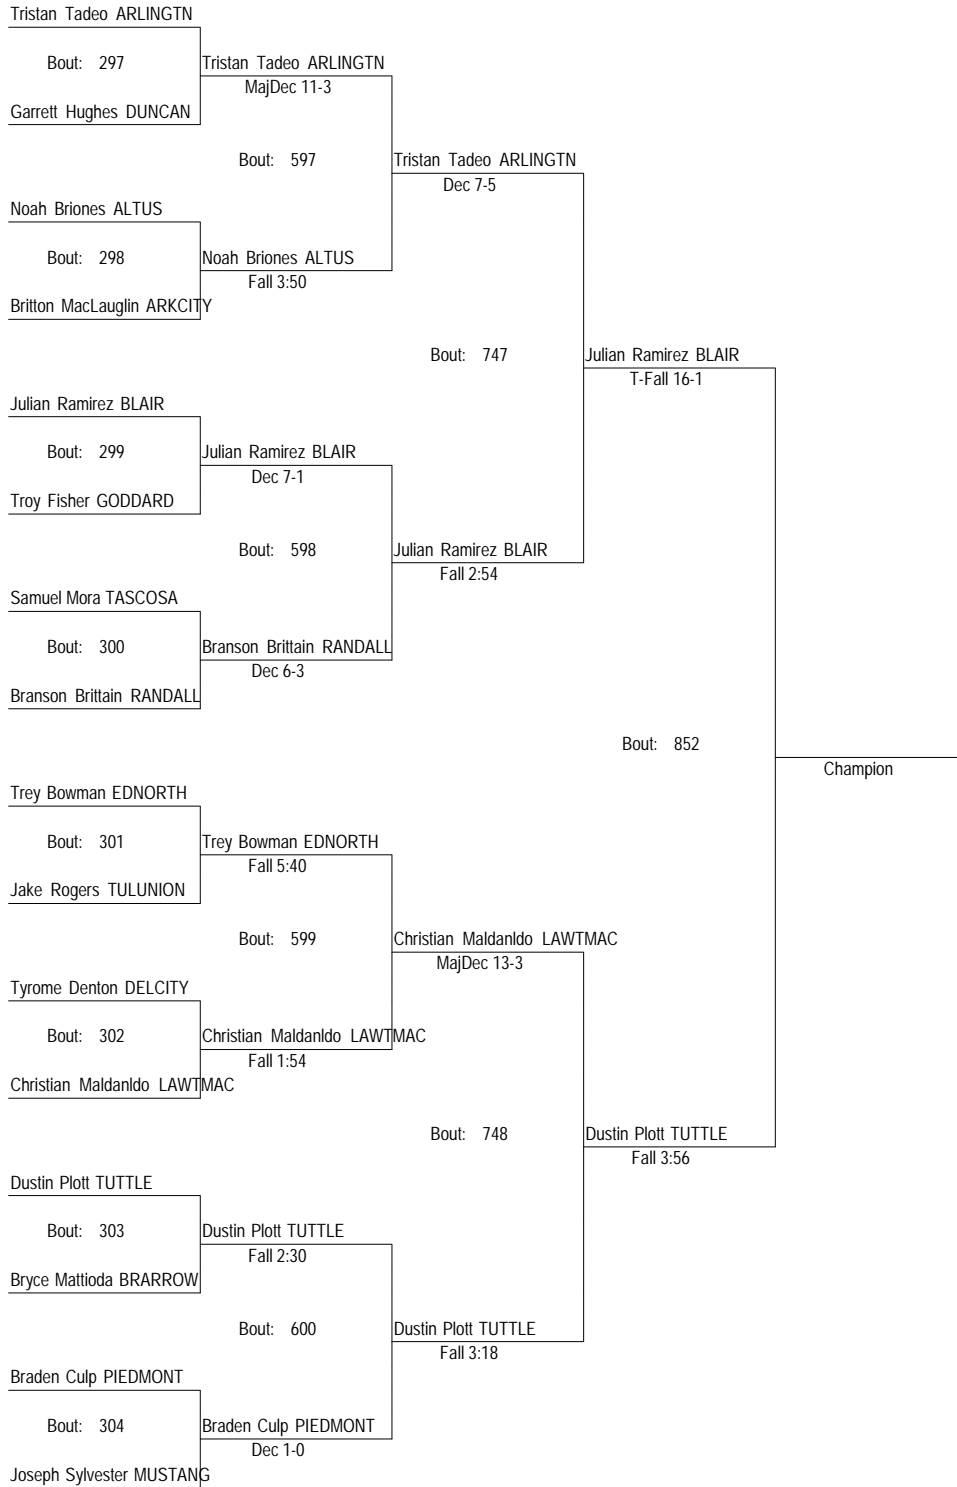 Tristan Tadeo ARLINGTN
Bout: 297
Tristan Tadeo ARLINGTN
MajDec 11-3
Garrett Hughes DUNCAN
Bout: 597
Tristan Tadeo ARLINGTN
Dec 7-5
Noah Briones ALTUS
Bout: 298
Noah Briones ALTUS
Fall 3:50
Britton MacLauglin ARKCITY
Bout: 747
Julian Ramirez BLAIR
T-Fall 16-1
Julian Ramirez BLAIR
Bout: 299
Julian Ramirez BLAIR
Dec 7-1
Troy Fisher GODDARD
Bout: 598
Julian Ramirez BLAIR
Fall 2:54
Samuel Mora TASCOSA
Bout: 300
Branson Brittain RANDALL
Dec 6-3
Branson Brittain RANDALL
Bout: 852
Champion
Trey Bowman EDNORTH
Bout: 301
Trey Bowman EDNORTH
Fall 5:40
Jake Rogers TULUNION
Bout: 599
Christian Maldanldo LAWTMAC
MajDec 13-3
Tyrome Denton DELCITY
Bout: 302
Christian Maldanldo LAWTMAC
Fall 1:54
Christian Maldanldo LAWTMAC
Bout: 748
Dustin Plott TUTTLE
Fall 3:56
Dustin Plott TUTTLE
Bout: 303
Dustin Plott TUTTLE
Fall 2:30
Bryce Mattioda BRARROW
Bout: 600
Dustin Plott TUTTLE
Fall 3:18
Braden Culp PIEDMONT
Bout: 304
Braden Culp PIEDMONT
Dec 1-0
Joseph Sylvester MUSTANG